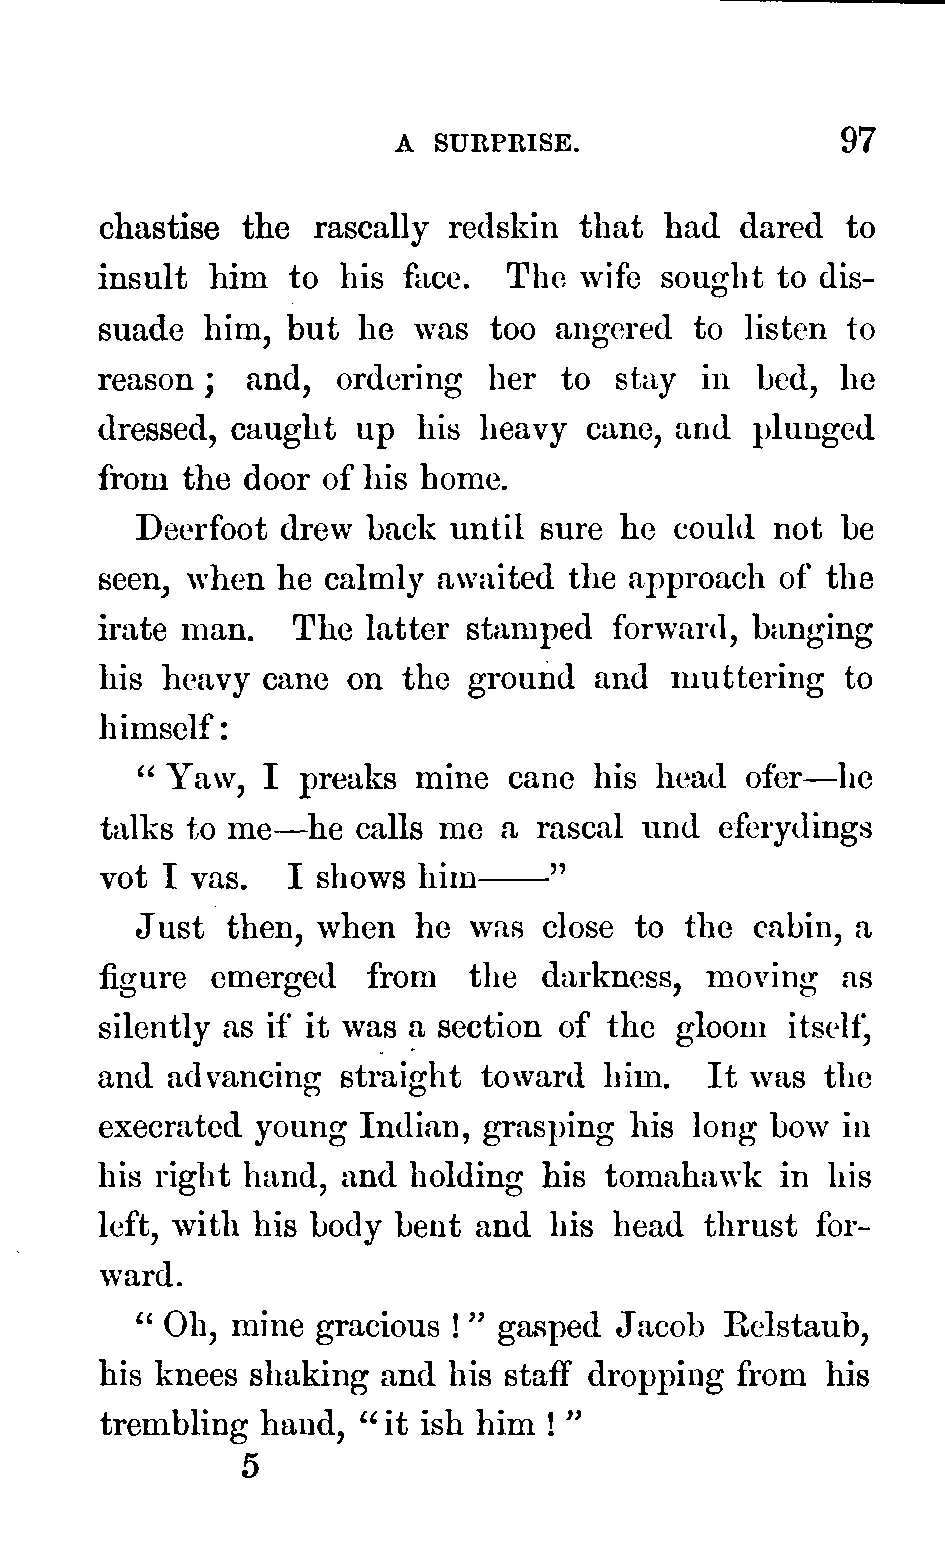 A SURPRISE. 97
chastise the rascally redskin that had dared to
insult him to his face. The wife sought to dis-
suade him, but he was too angered to listen to
reason ; and, ordering her to stay in bed, he
dressed, caught up his heavy cane, and plunged
from the door of his home.
Deerfoot drew back until sure he could not be
seen, when he calmly awaited the approach of the
irate man. The latter stamped forward, banging
his heavy cane on the ground and muttering to
himself:
“ Yaw, I preaks mine cane his head ofer—he
talks to me—he calls me a rascal und eferydings
vot I vas. I shows him——”
Just then, when he was close to the cabin, a
figure emerged from the darkness, moving as
silently as if it was a section of the gloom itself,
and advancing straight toward him. It was the
execrated young Indian, grasping his long bow in
his right hand, and holding his tomahawk in his
left, with his body bent and his head thrust for-
ward.
“ Oh, mine gracious ! ” gasped Jacob Relstaub,
his knees shaking and his staff dropping from his
trembling hand, “it ish him ! ”
5